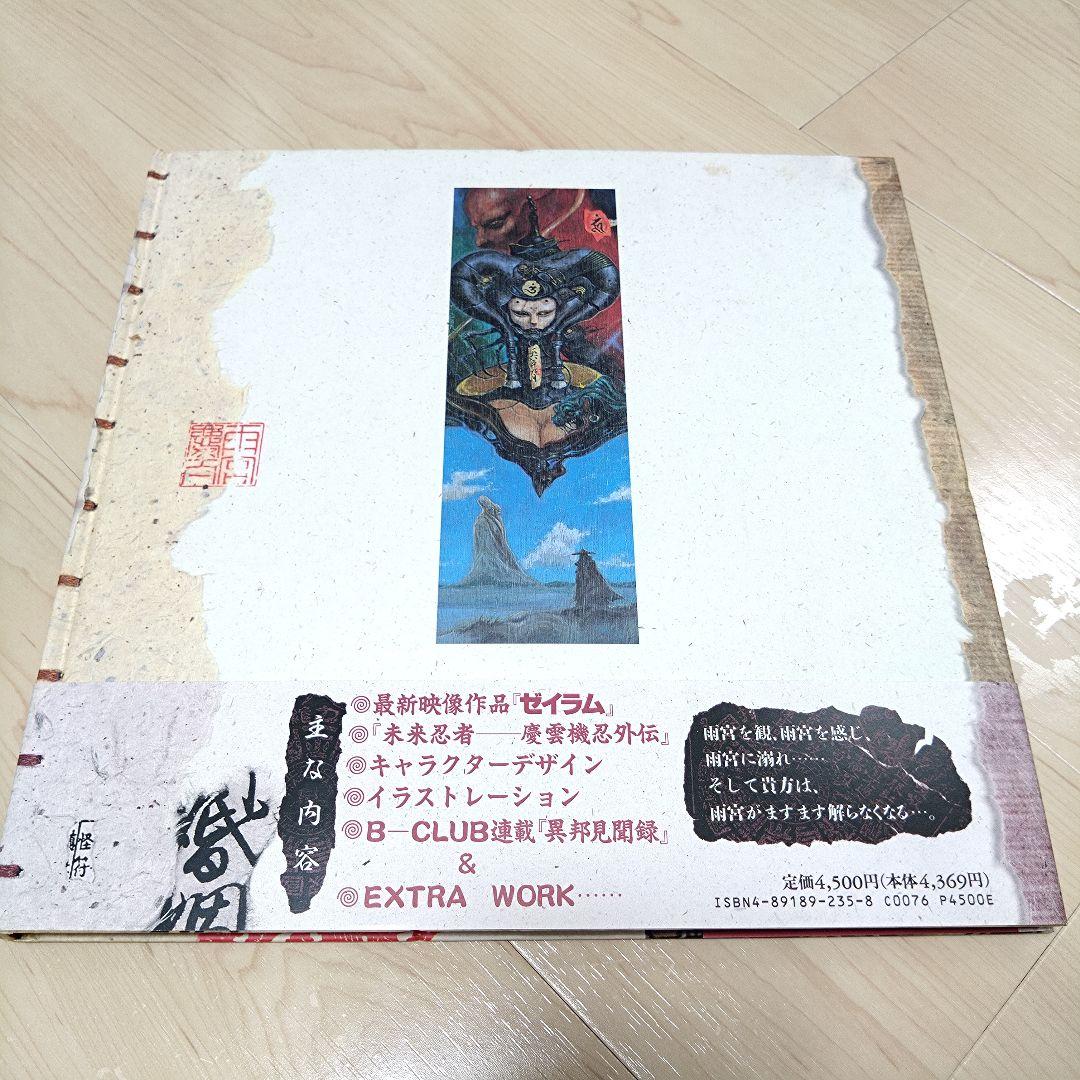 主な内容
◎最新映像作品『ゼイラム』
◎『未来忍者――慶雲機忍外伝』
◎キャラクターデザイン
◎イラストレーション
◎B―CLUB連載『異邦見聞録』
&
◎EXTRA WORK……
雨宮を観、雨宮を感じ、
雨宮に溺れ……
そして貴方は、
雨宮がますます解らなくなる…。
定価4,500円(本体4,369円)
ISBN4-89189-235-8 C0076 P4500E